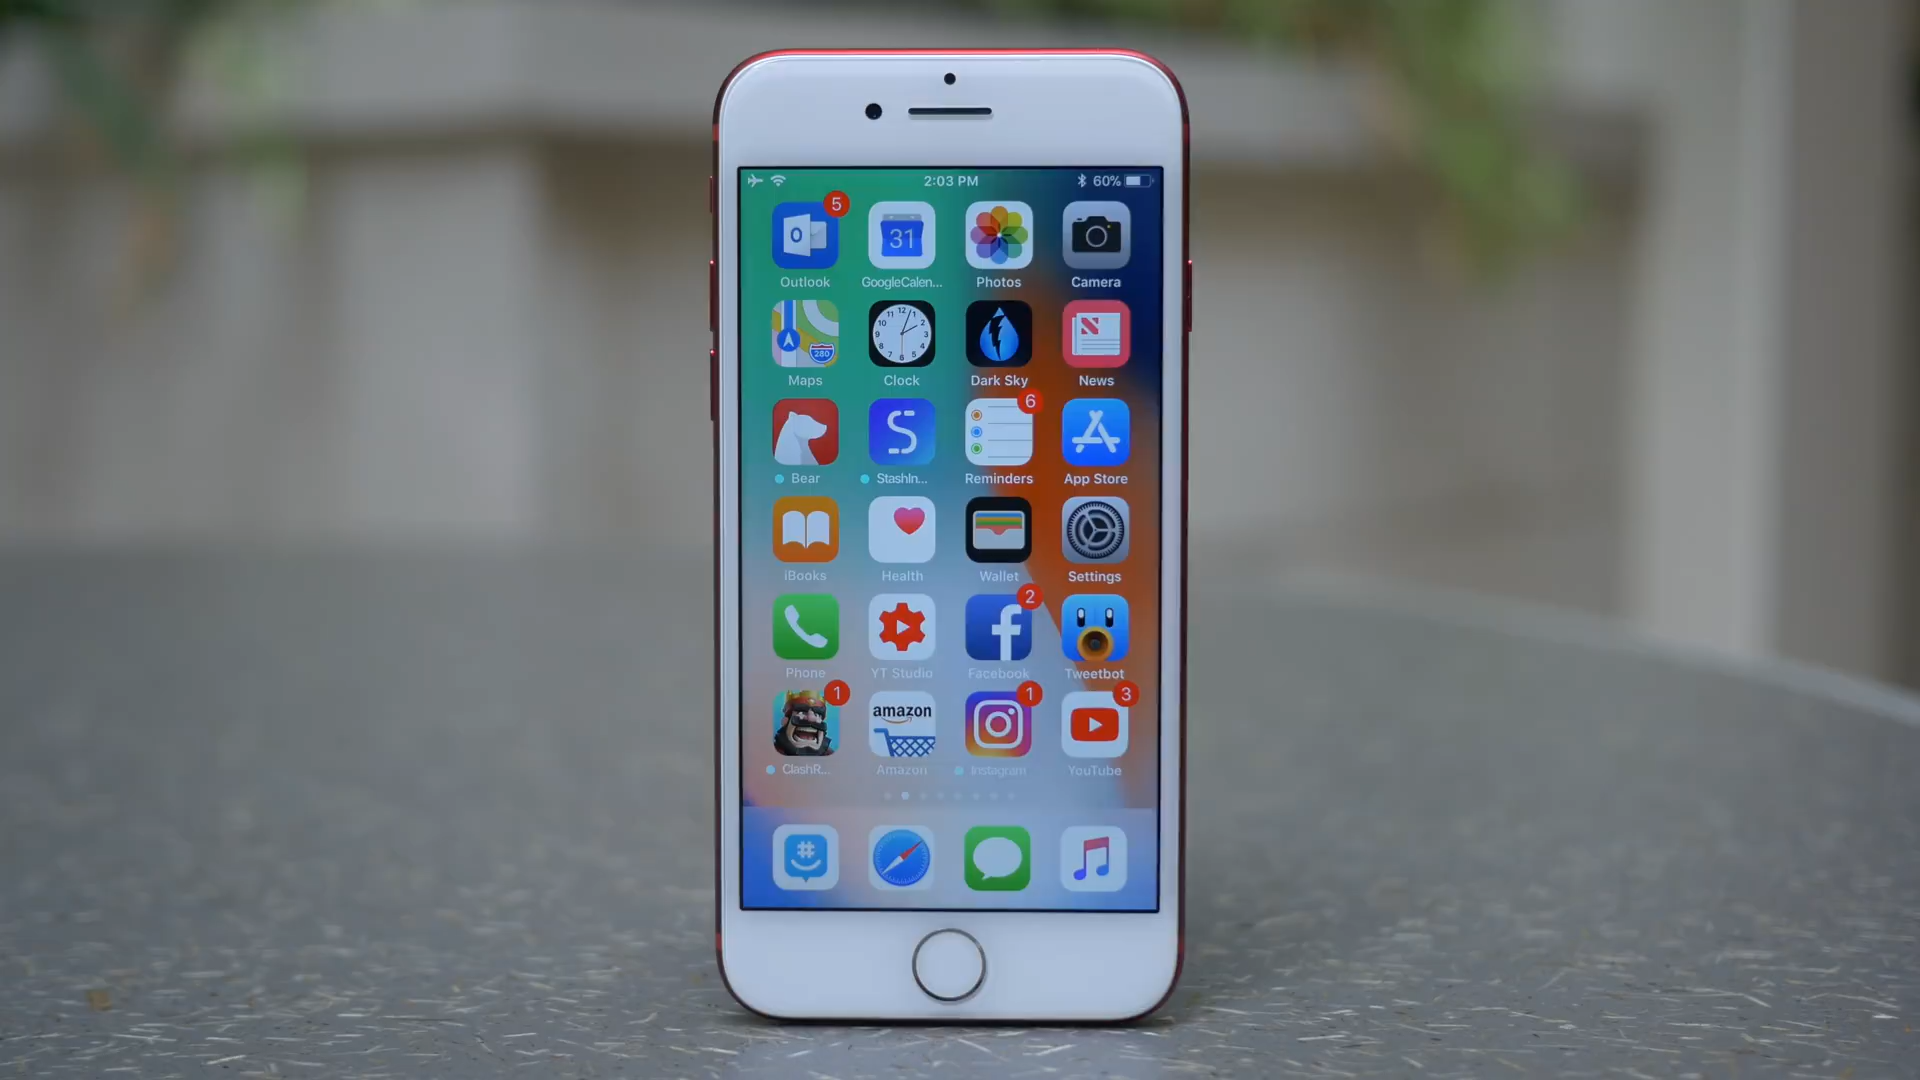 2:03 PM 60%
5
31
Outlook GoogleCalen... Photos Camera
280
Maps Clock Dark Sky News
6
Bear StashIn... Reminders App Store
iBooks Health Wallet Settings
2
Phone YT Studio Facebook Tweetbot
1 1 3
amazon
ClashR... Amazon Instagram YouTube
#